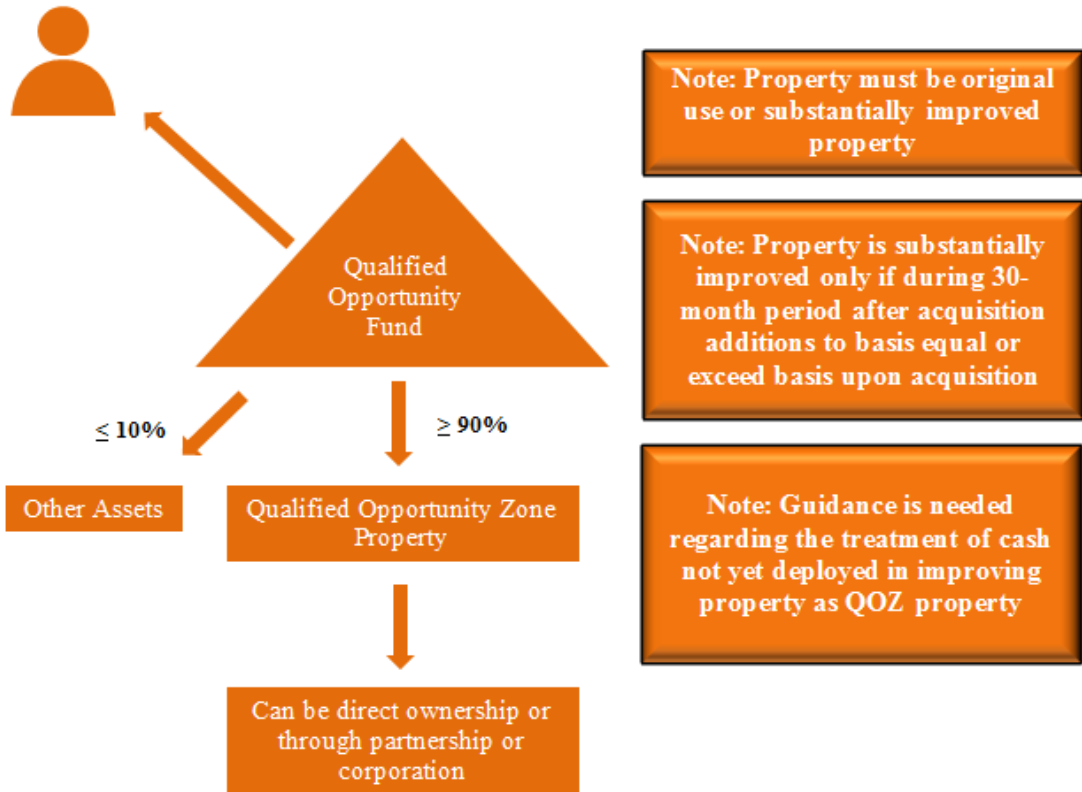 Qualified
Opportunity
Fund
≤ 10%
≥ 90%
Other Assets
Qualified Opportunity Zone
Property
Can be direct ownership or
through partnership or
corporation
Note: Property must be original
use or substantially improved
property
Note: Property is substantially
improved only if during 30-
month period after acquisition
additions to basis equal or
exceed basis upon acquisition
Note: Guidance is needed
regarding the treatment of cash
not yet deployed in improving
property as QOZ property